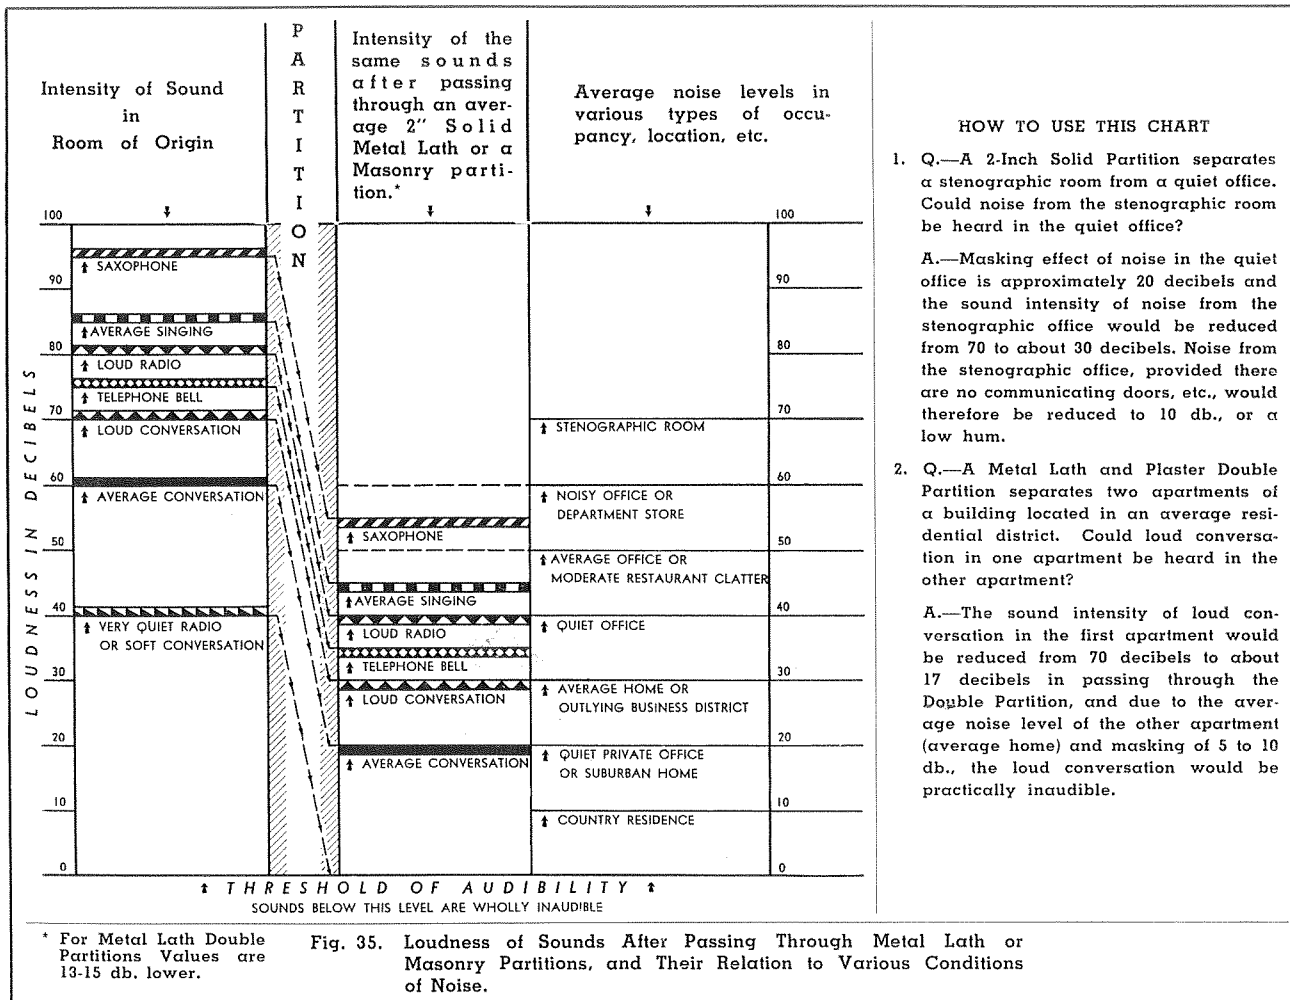 Intensity of Sound
in
Room of Origin
PARTITION
Intensity of the
same sounds
after passing
through an aver-
age 2" Solid
Metal Lath or a
Masonry parti-
tion.*
Average noise levels in
various types of occu-
pancy, location, etc.
LOUDNESS IN DECIBELS
100
90
80
70
60
50
40
30
20
10
0
SAXOPHONE
AVERAGE SINGING
LOUD RADIO
TELEPHONE BELL
LOUD CONVERSATION
AVERAGE CONVERSATION
VERY QUIET RADIO
OR SOFT CONVERSATION
SAXOPHONE
AVERAGE SINGING
LOUD RADIO
TELEPHONE BELL
LOUD CONVERSATION
AVERAGE CONVERSATION
STENOGRAPHIC ROOM
NOISY OFFICE OR
DEPARTMENT STORE
AVERAGE OFFICE OR
MODERATE RESTAURANT CLATTER
QUIET OFFICE
AVERAGE HOME OR
OUTLYING BUSINESS DISTRICT
QUIET PRIVATE OFFICE
OR SUBURBAN HOME
COUNTRY RESIDENCE
100
90
80
70
60
50
40
30
20
10
0
THRESHOLD OF AUDIBILITY
SOUNDS BELOW THIS LEVEL ARE WHOLLY INAUDIBLE
HOW TO USE THIS CHART
1. Q.—A 2-Inch Solid Partition separates
a stenographic room from a quiet office.
Could noise from the stenographic room
be heard in the quiet office?
A.—Masking effect of noise in the quiet
office is approximately 20 decibels and
the sound intensity of noise from the
stenographic office would be reduced
from 70 to about 30 decibels. Noise from
the stenographic office, provided there
are no communicating doors, etc., would
therefore be reduced to 10 db., or a
low hum.
2. Q.—A Metal Lath and Plaster Double
Partition separates two apartments of
a building located in an average resi-
dential district. Could loud conversa-
tion in one apartment be heard in the
other apartment?
A.—The sound intensity of loud con-
versation in the first apartment would
be reduced from 70 decibels to about
17 decibels in passing through the
Double Partition, and due to the aver-
age noise level of the other apartment
(average home) and masking of 5 to 10
db., the loud conversation would be
practically inaudible.
* For Metal Lath Double
Partitions Values are
13-15 db. lower.
Fig. 35. Loudness of Sounds After Passing Through Metal Lath or
Masonry Partitions, and Their Relation to Various Conditions
of Noise.